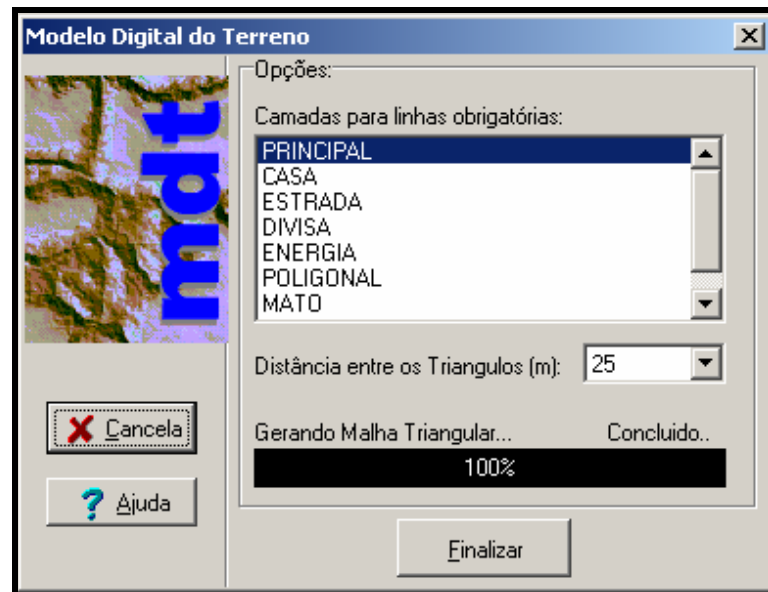 Modelo Digital do Terreno
mdt
Opções:
Camadas para linhas obrigatórias:
PRINCIPAL
CASA
ESTRADA
DIVISA
ENERGIA
POLIGONAL
MATO
Distância entre os Triangulos (m): 25
Cancela
Gerando Malha Triangular... Concluido..
100%
Ajuda
Finalizar